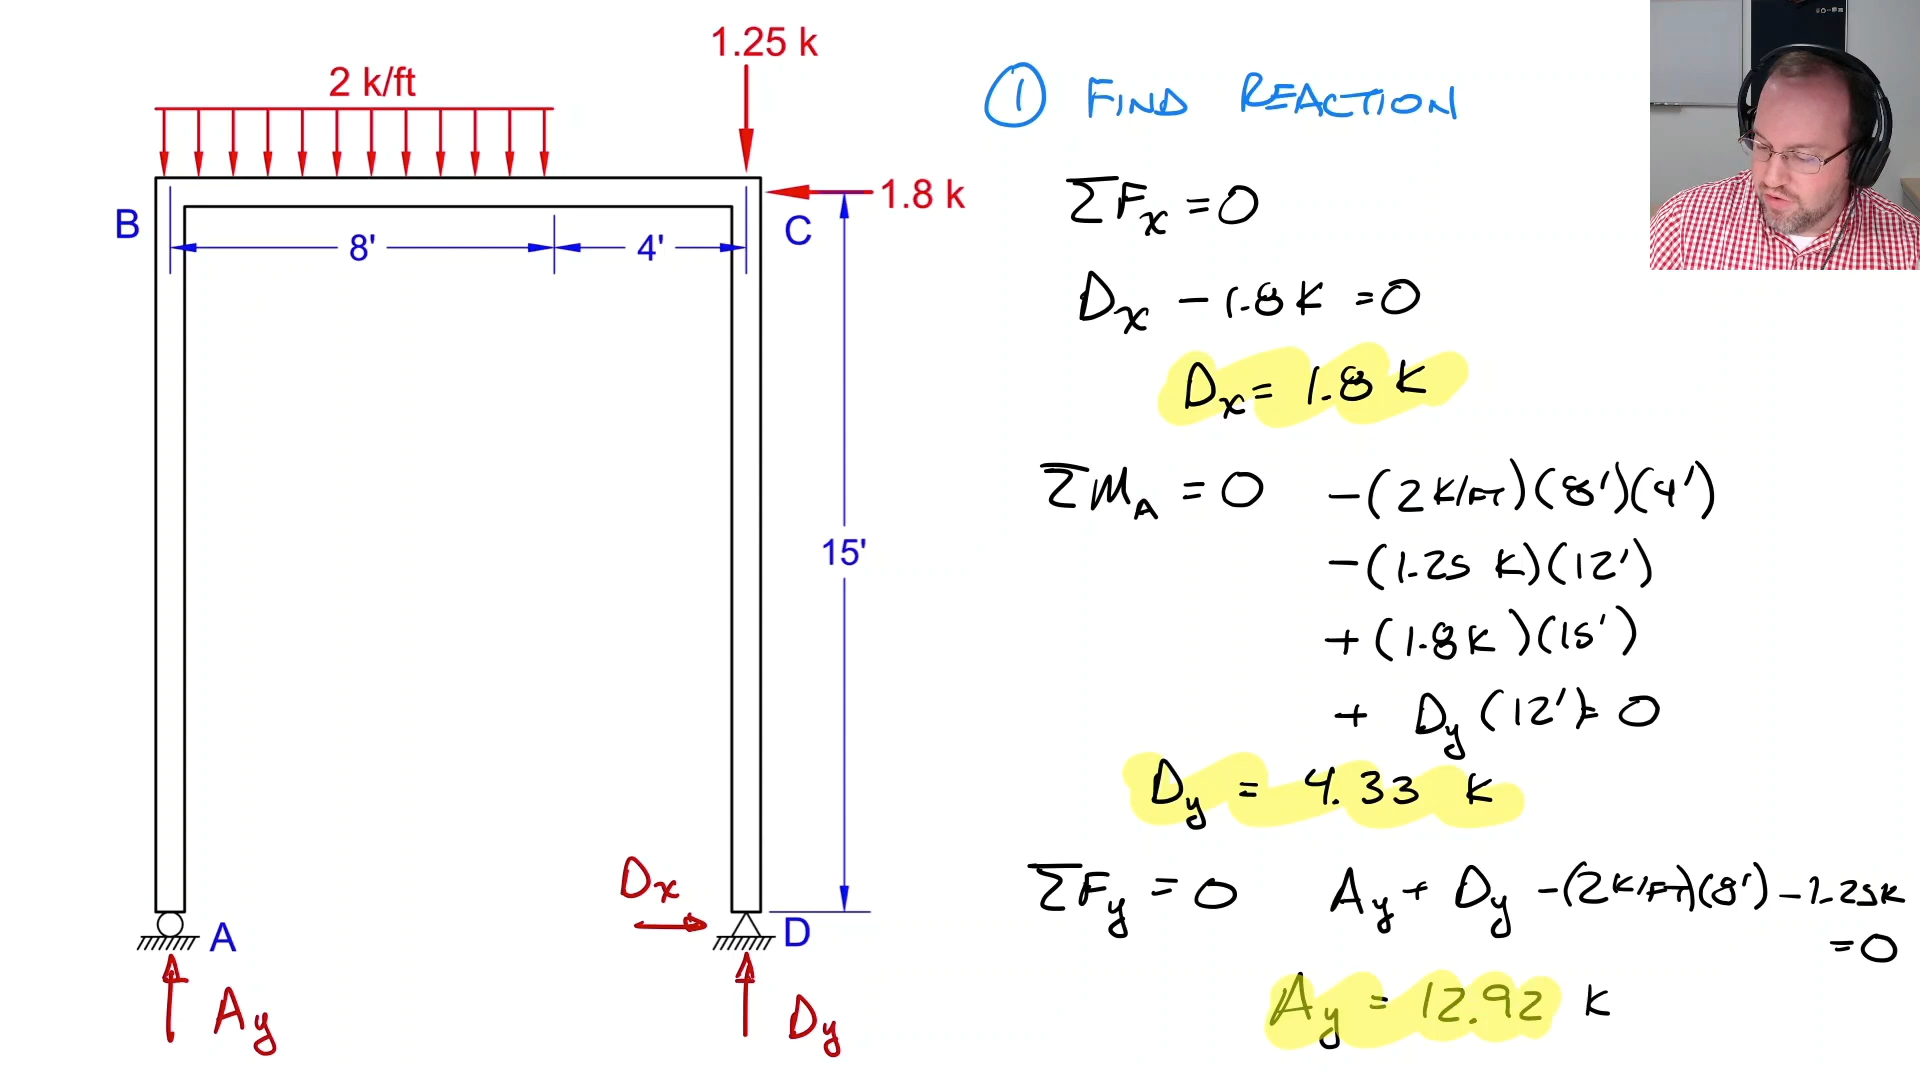 1.25 k
2 k/ft
1.8 k
B
C
8'
4'
15'
A
D
Dx
Ay
Dy
① FIND REACTION
ΣFx = 0
Dx - 1.8 K = 0
Dx = 1.8 K
ΣMA = 0 -(2 K/FT)(8')(4')
-(1.25 K)(12')
+(1.8 K)(15')
+ Dy (12') = 0
Dy = 4.33 K
ΣFy = 0 Ay + Dy -(2 K/FT)(8') - 1.25 K
= 0
Ay = 12.92 K